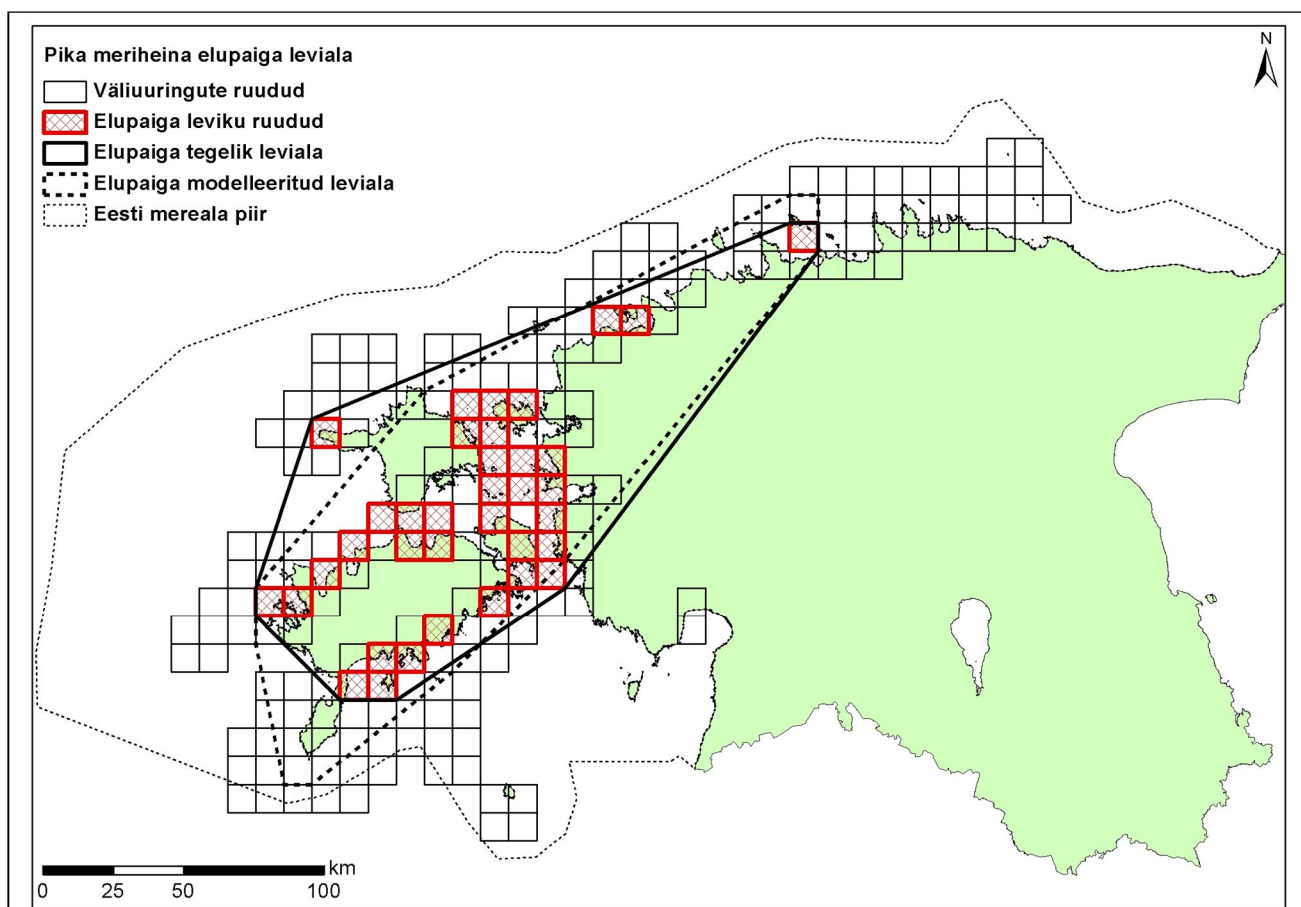 Pika meriheina elupaiga leviala
Väliuuringute ruudud
Elupaiga leviku ruudud
Elupaiga tegelik leviala
Elupaiga modelleeritud leviala
Eesti mereala piir
N
km
0 25 50 100